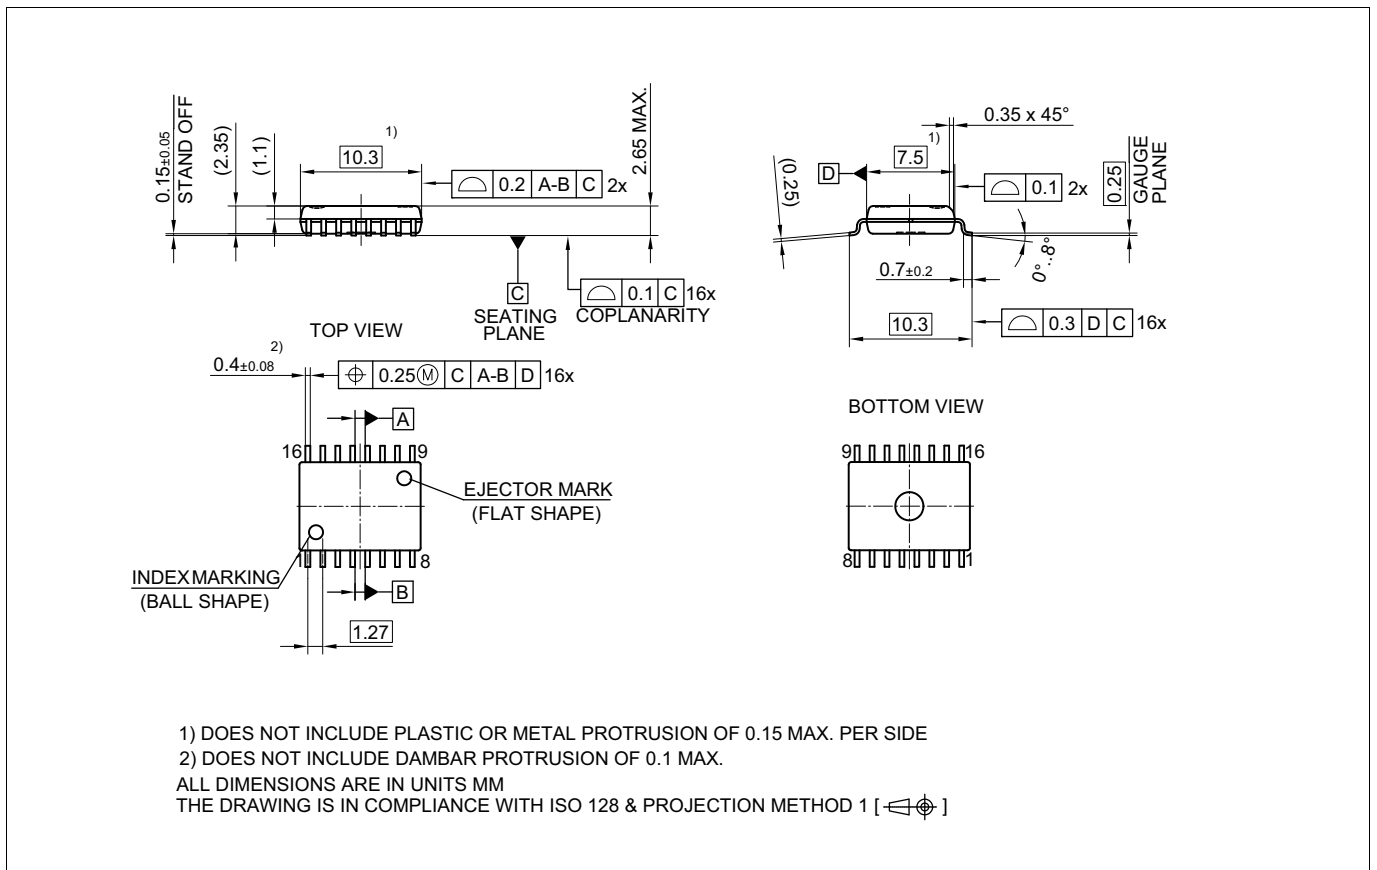 0.15±0.05
STAND OFF
(2.35)
(1.1)
10.3 1)
2.65 MAX.
0.2 A-B C 2x
C
SEATING
PLANE
0.1 C 16x
COPLANARITY
(0.25)
D
7.5 1)
0.35 x 45°
0.1 2x
0.25
GAUGE
PLANE
0°..8°
0.7±0.2
10.3
0.3 D C 16x
TOP VIEW
0.4±0.08 2)
0.25 Ⓜ C A-B D 16x
A
16 9
EJECTOR MARK
(FLAT SHAPE)
1 8
INDEX MARKING
(BALL SHAPE)
B
1.27
BOTTOM VIEW
9 16
8 1
1) DOES NOT INCLUDE PLASTIC OR METAL PROTRUSION OF 0.15 MAX. PER SIDE
2) DOES NOT INCLUDE DAMBAR PROTRUSION OF 0.1 MAX.
ALL DIMENSIONS ARE IN UNITS MM
THE DRAWING IS IN COMPLIANCE WITH ISO 128 & PROJECTION METHOD 1 [ ]